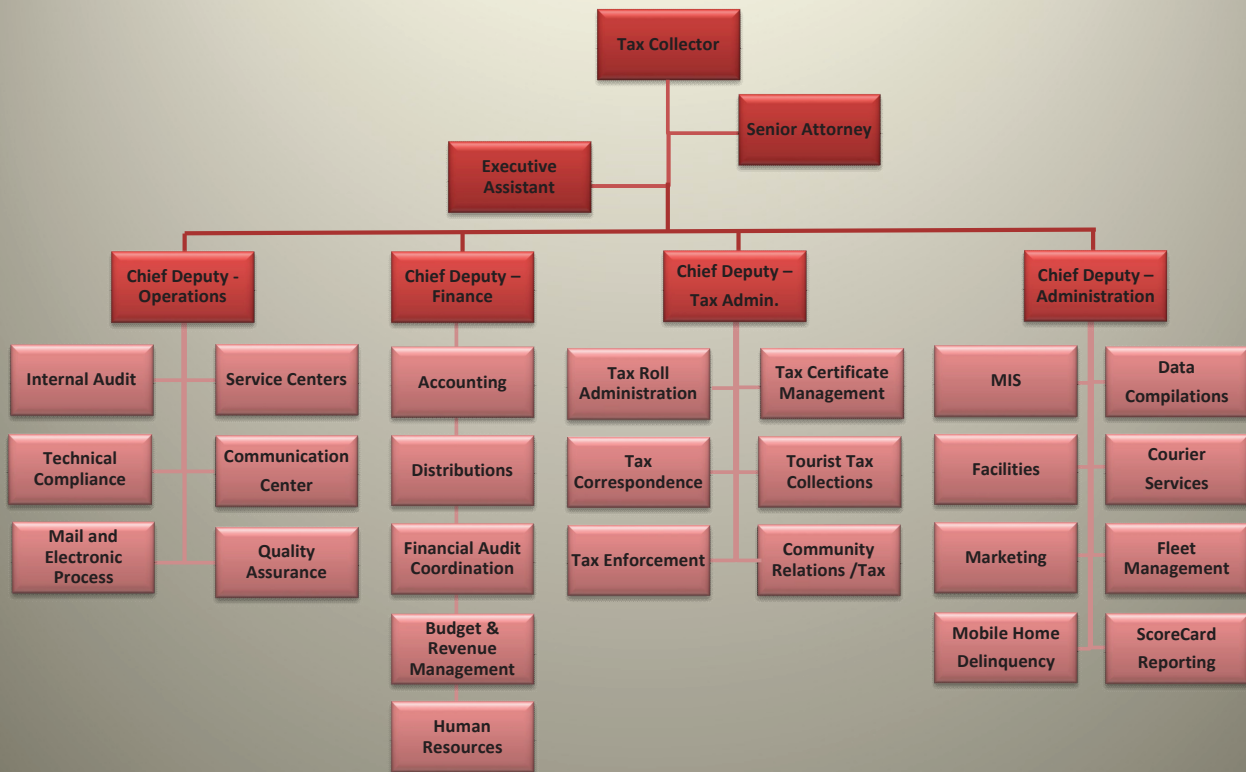 Tax Collector
Senior Attorney
Executive
Assistant
Chief Deputy -
Operations
Chief Deputy –
Finance
Chief Deputy –
Tax Admin.
Chief Deputy –
Administration
Internal Audit
Service Centers
Technical
Compliance
Communication
Center
Mail and
Electronic
Process
Quality
Assurance
Accounting
Distributions
Financial Audit
Coordination
Budget &
Revenue
Management
Human
Resources
Tax Roll
Administration
Tax Certificate
Management
Tax
Correspondence
Tourist Tax
Collections
Tax Enforcement
Community
Relations /Tax
MIS
Data
Compilations
Facilities
Courier
Services
Marketing
Fleet
Management
Mobile Home
Delinquency
ScoreCard
Reporting